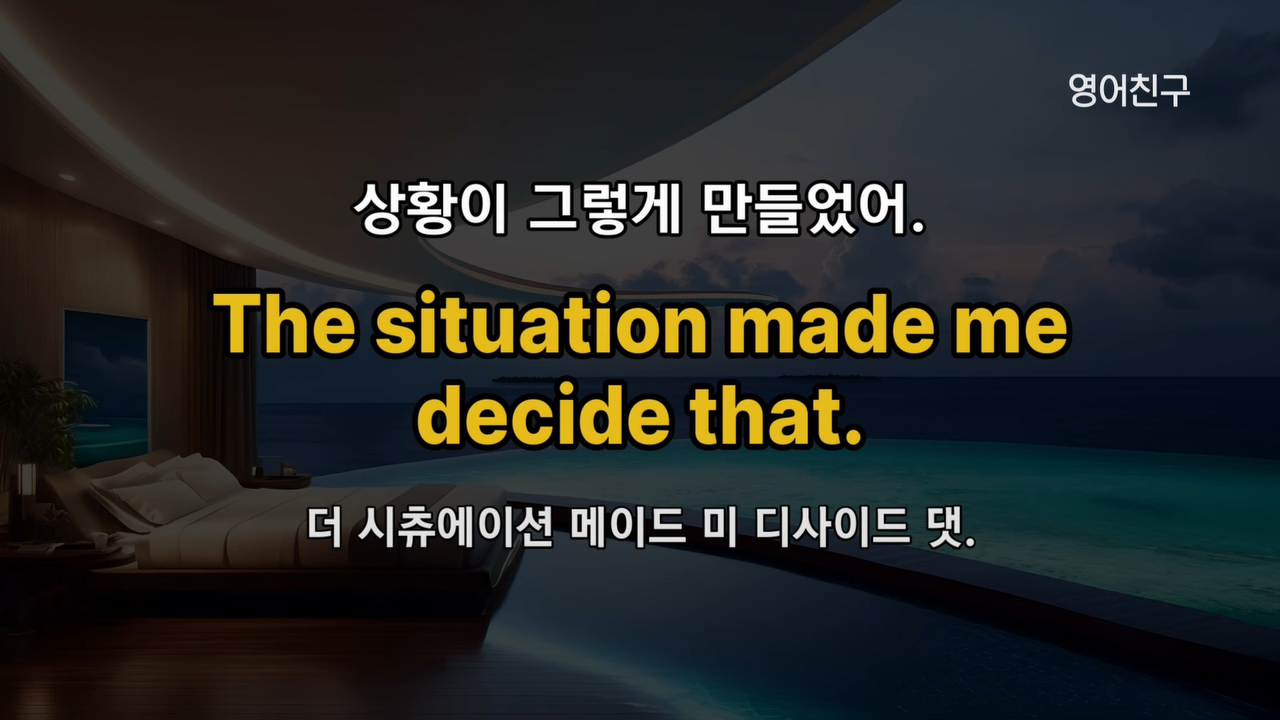 영어친구
상황이 그렇게 만들었어.
The situation made me
decide that.
더 시츄에이션 메이드 미 디사이드 댓.